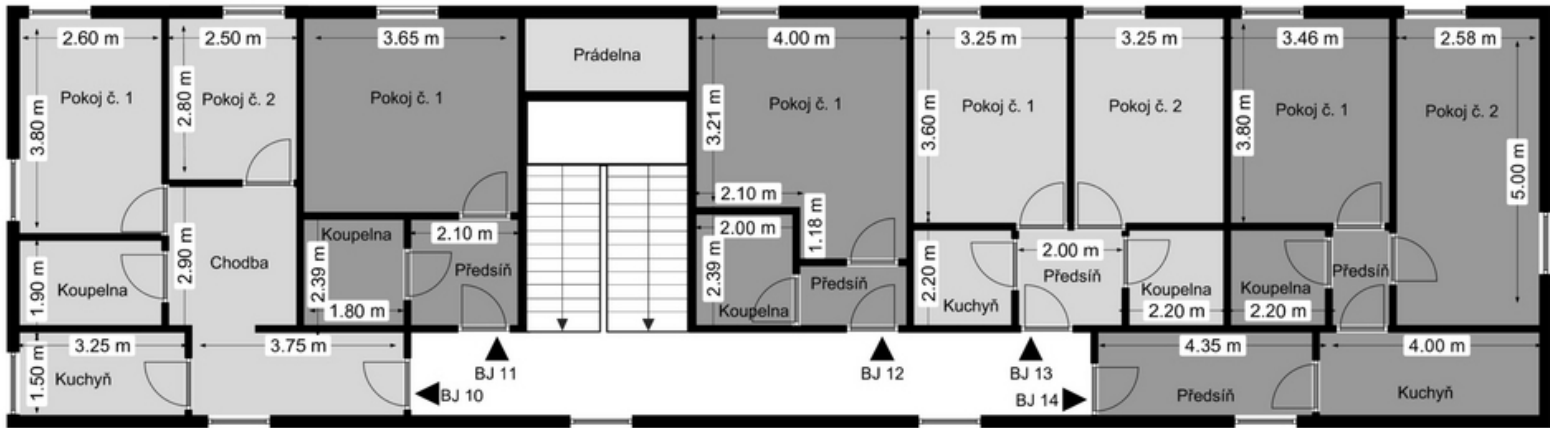 2.60 m
2.50 m
3.65 m
4.00 m
3.25 m
3.25 m
3.46 m
2.58 m
Prádelna
Pokoj č. 1
Pokoj č. 2
Pokoj č. 1
Pokoj č. 1
Pokoj č. 1
Pokoj č. 2
Pokoj č. 1
Pokoj č. 2
3.80 m
2.80 m
3.21 m
3.60 m
3.80 m
5.00 m
2.10 m
Koupelna
2.10 m
2.00 m
1.18 m
2.00 m
2.90 m
Chodba
2.39 m
Předsíň
2.39 m
Předsíň
2.20 m
Předsíň
Předsíň
1.90 m
Koupelna
Koupelna
Koupelna
1.80 m
Koupelna
Kuchyň
2.20 m
2.20 m
3.25 m
3.75 m
4.35 m
4.00 m
1.50 m
Kuchyň
BJ 11
BJ 12
BJ 13
BJ 10
BJ 14
Předsíň
Kuchyň